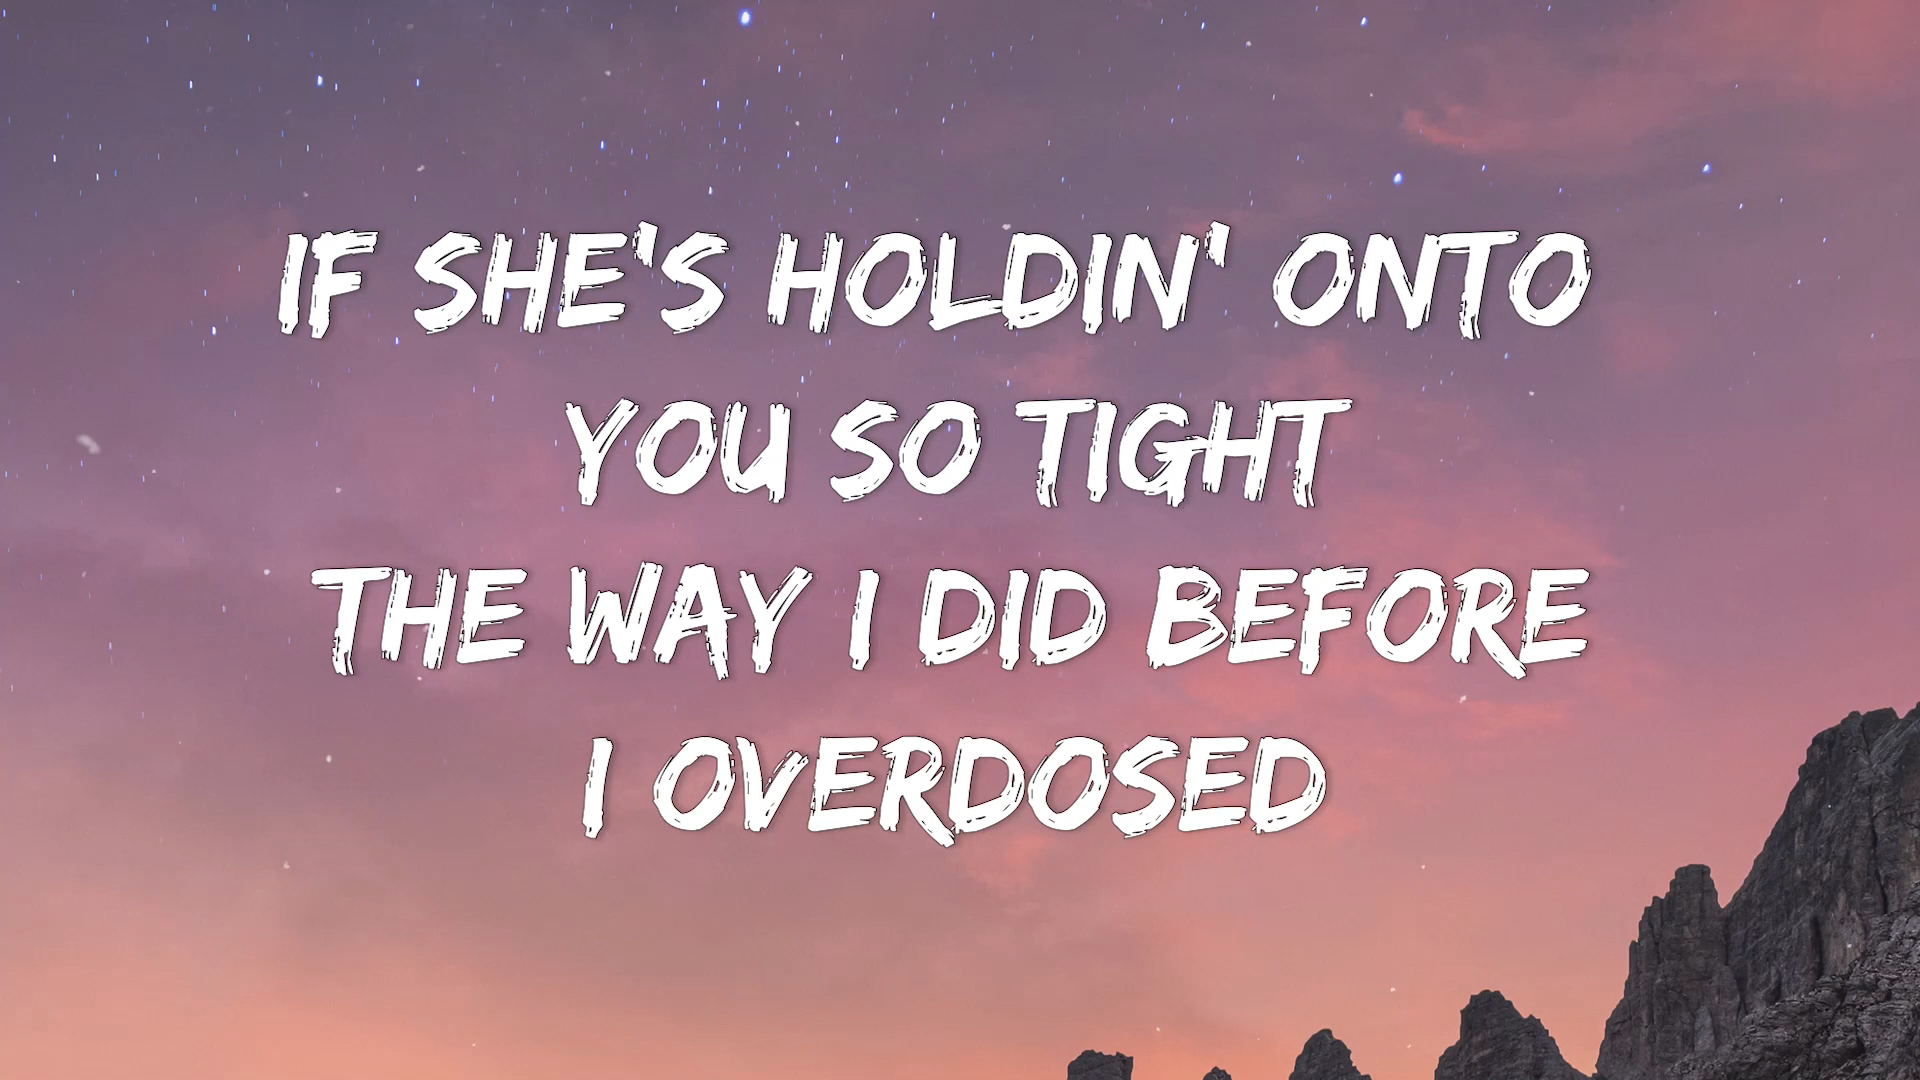 IF SHE'S HOLDIN' ONTO
YOU SO TIGHT
THE WAY I DID BEFORE
I OVERDOSED